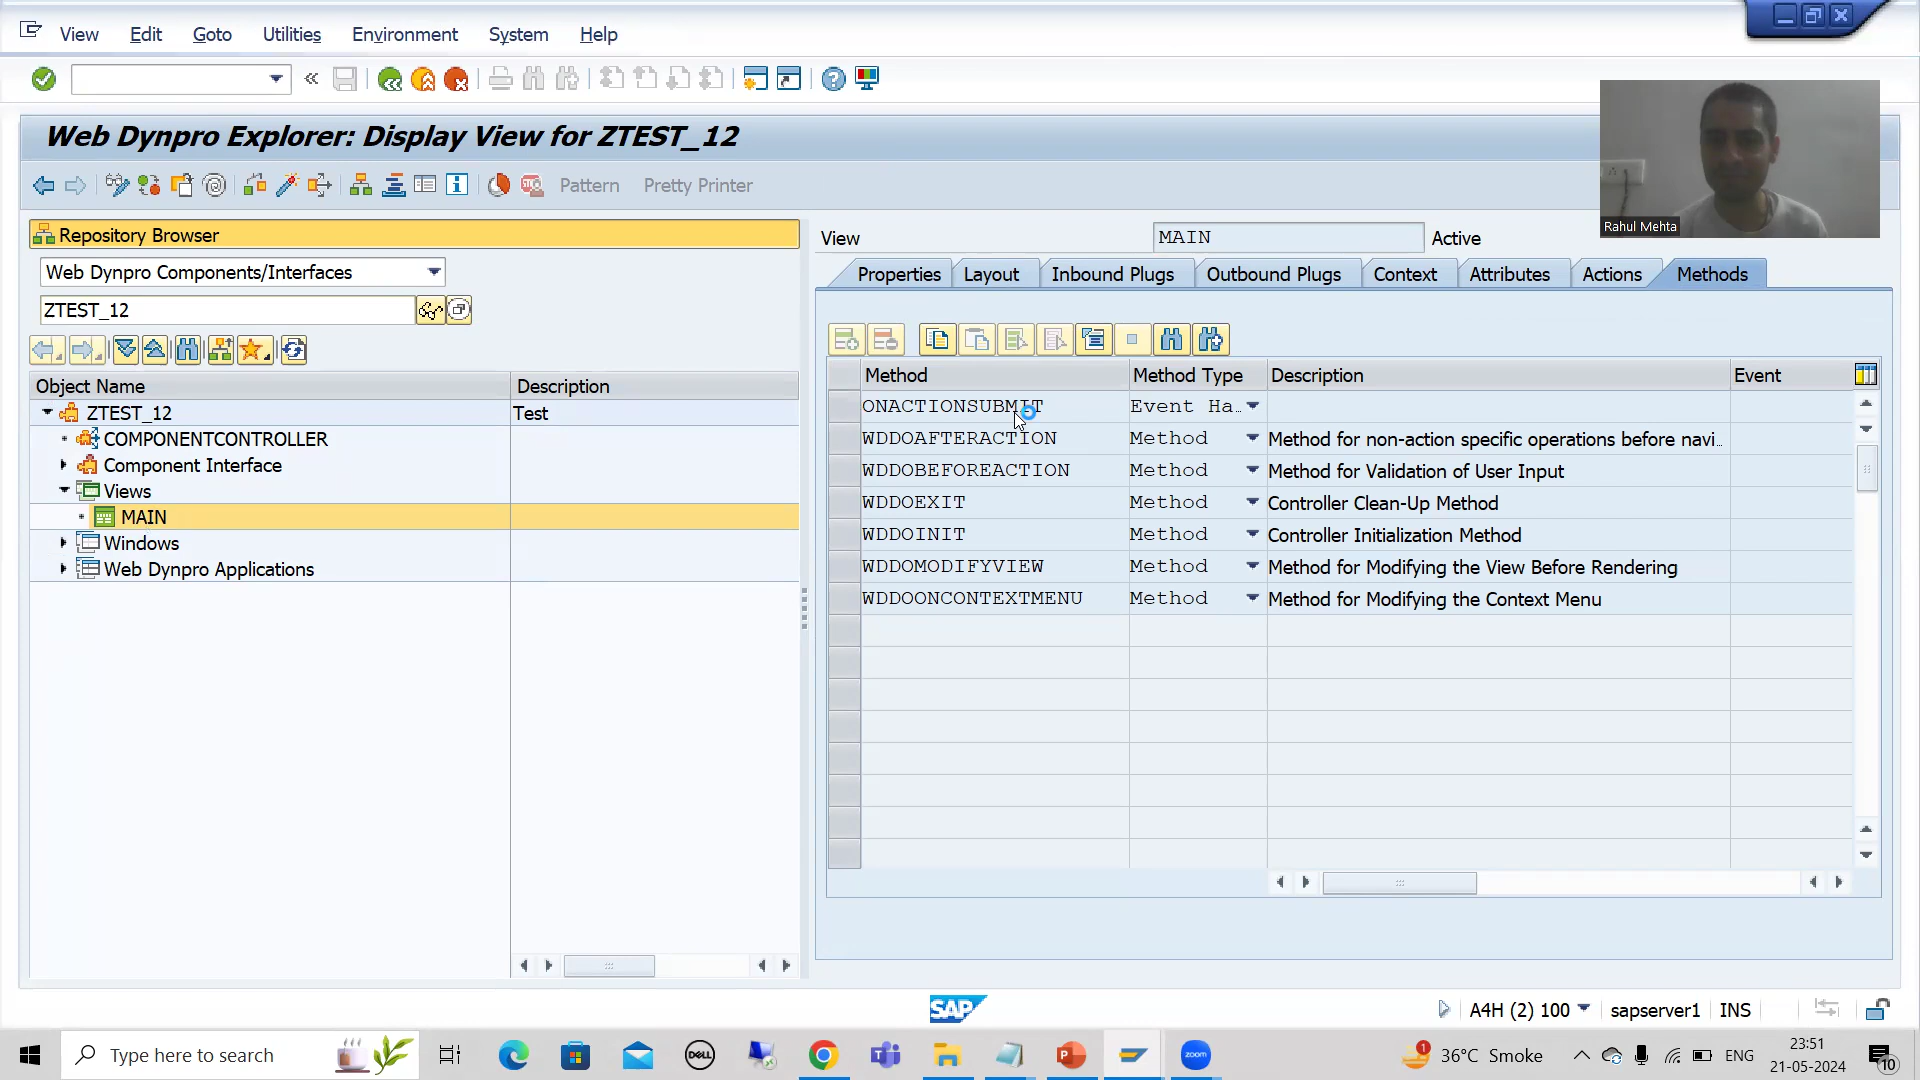 View Edit Goto Utilities Environment System Help
Web Dynpro Explorer: Display View for ZTEST_12
Pattern Pretty Printer
Rahul Mehta
Repository Browser
Web Dynpro Components/Interfaces
ZTEST_12
Object Name Description
ZTEST_12 Test
COMPONENTCONTROLLER
Component Interface
Views
MAIN
Windows
Web Dynpro Applications
View MAIN Active
Properties Layout Inbound Plugs Outbound Plugs Context Attributes Actions Methods
Method Method Type Description Event
ONACTIONSUBMIT Event Ha..
WDDOAFTERACTION Method Method for non-action specific operations before navi..
WDDOBEFOREACTION Method Method for Validation of User Input
WDDOEXIT Method Controller Clean-Up Method
WDDOINIT Method Controller Initialization Method
WDDOMODIFYVIEW Method Method for Modifying the View Before Rendering
WDDOONCONTEXTMENU Method Method for Modifying the Context Menu
SAP
A4H (2) 100 sapserver1 INS
Type here to search
DELL
zoom
1
36°C Smoke
ENG
23:51
21-05-2024
10